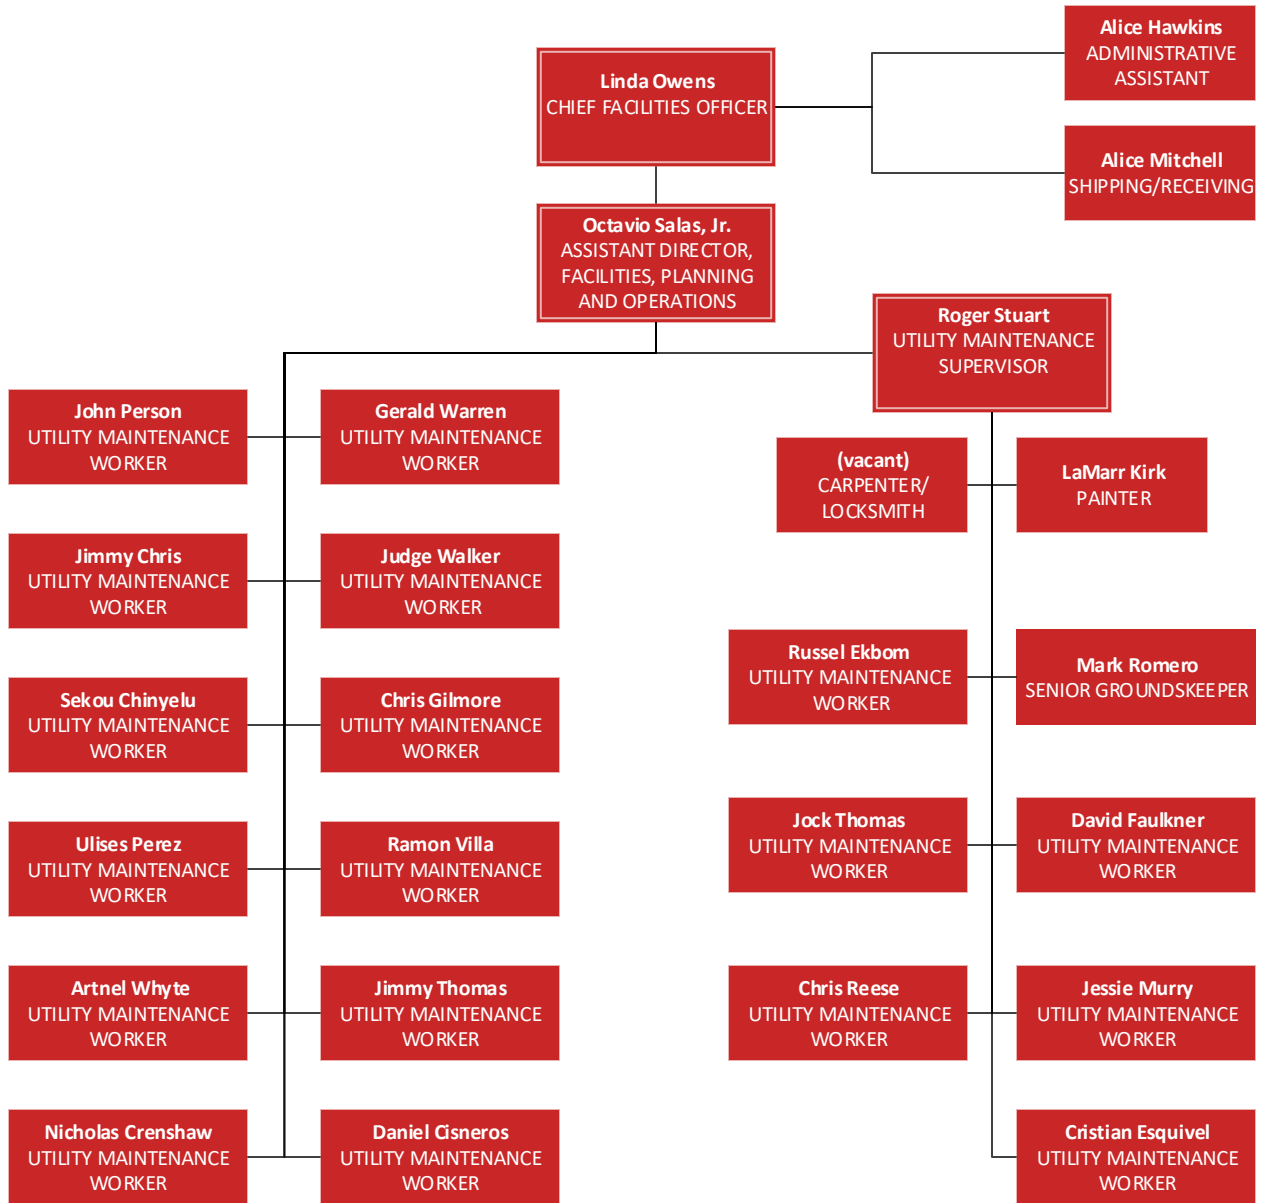 Alice Hawkins
ADMINISTRATIVE
ASSISTANT
Linda Owens
CHIEF FACILITIES OFFICER
Alice Mitchell
SHIPPING/RECEIVING
Octavio Salas, Jr.
ASSISTANT DIRECTOR,
FACILITIES, PLANNING
AND OPERATIONS
Roger Stuart
UTILITY MAINTENANCE
SUPERVISOR
John Person
UTILITY MAINTENANCE
WORKER
Gerald Warren
UTILITY MAINTENANCE
WORKER
(vacant)
CARPENTER/
LOCKSMITH
LaMarr Kirk
PAINTER
Jimmy Chris
UTILITY MAINTENANCE
WORKER
Judge Walker
UTILITY MAINTENANCE
WORKER
Russel Ekbom
UTILITY MAINTENANCE
WORKER
Mark Romero
SENIOR GROUNDSKEEPER
Sekou Chinyelu
UTILITY MAINTENANCE
WORKER
Chris Gilmore
UTILITY MAINTENANCE
WORKER
Jock Thomas
UTILITY MAINTENANCE
WORKER
David Faulkner
UTILITY MAINTENANCE
WORKER
Ulises Perez
UTILITY MAINTENANCE
WORKER
Ramon Villa
UTILITY MAINTENANCE
WORKER
Artnel Whyte
UTILITY MAINTENANCE
WORKER
Jimmy Thomas
UTILITY MAINTENANCE
WORKER
Chris Reese
UTILITY MAINTENANCE
WORKER
Jessie Murry
UTILITY MAINTENANCE
WORKER
Nicholas Crenshaw
UTILITY MAINTENANCE
WORKER
Daniel Cisneros
UTILITY MAINTENANCE
WORKER
Cristian Esquivel
UTILITY MAINTENANCE
WORKER